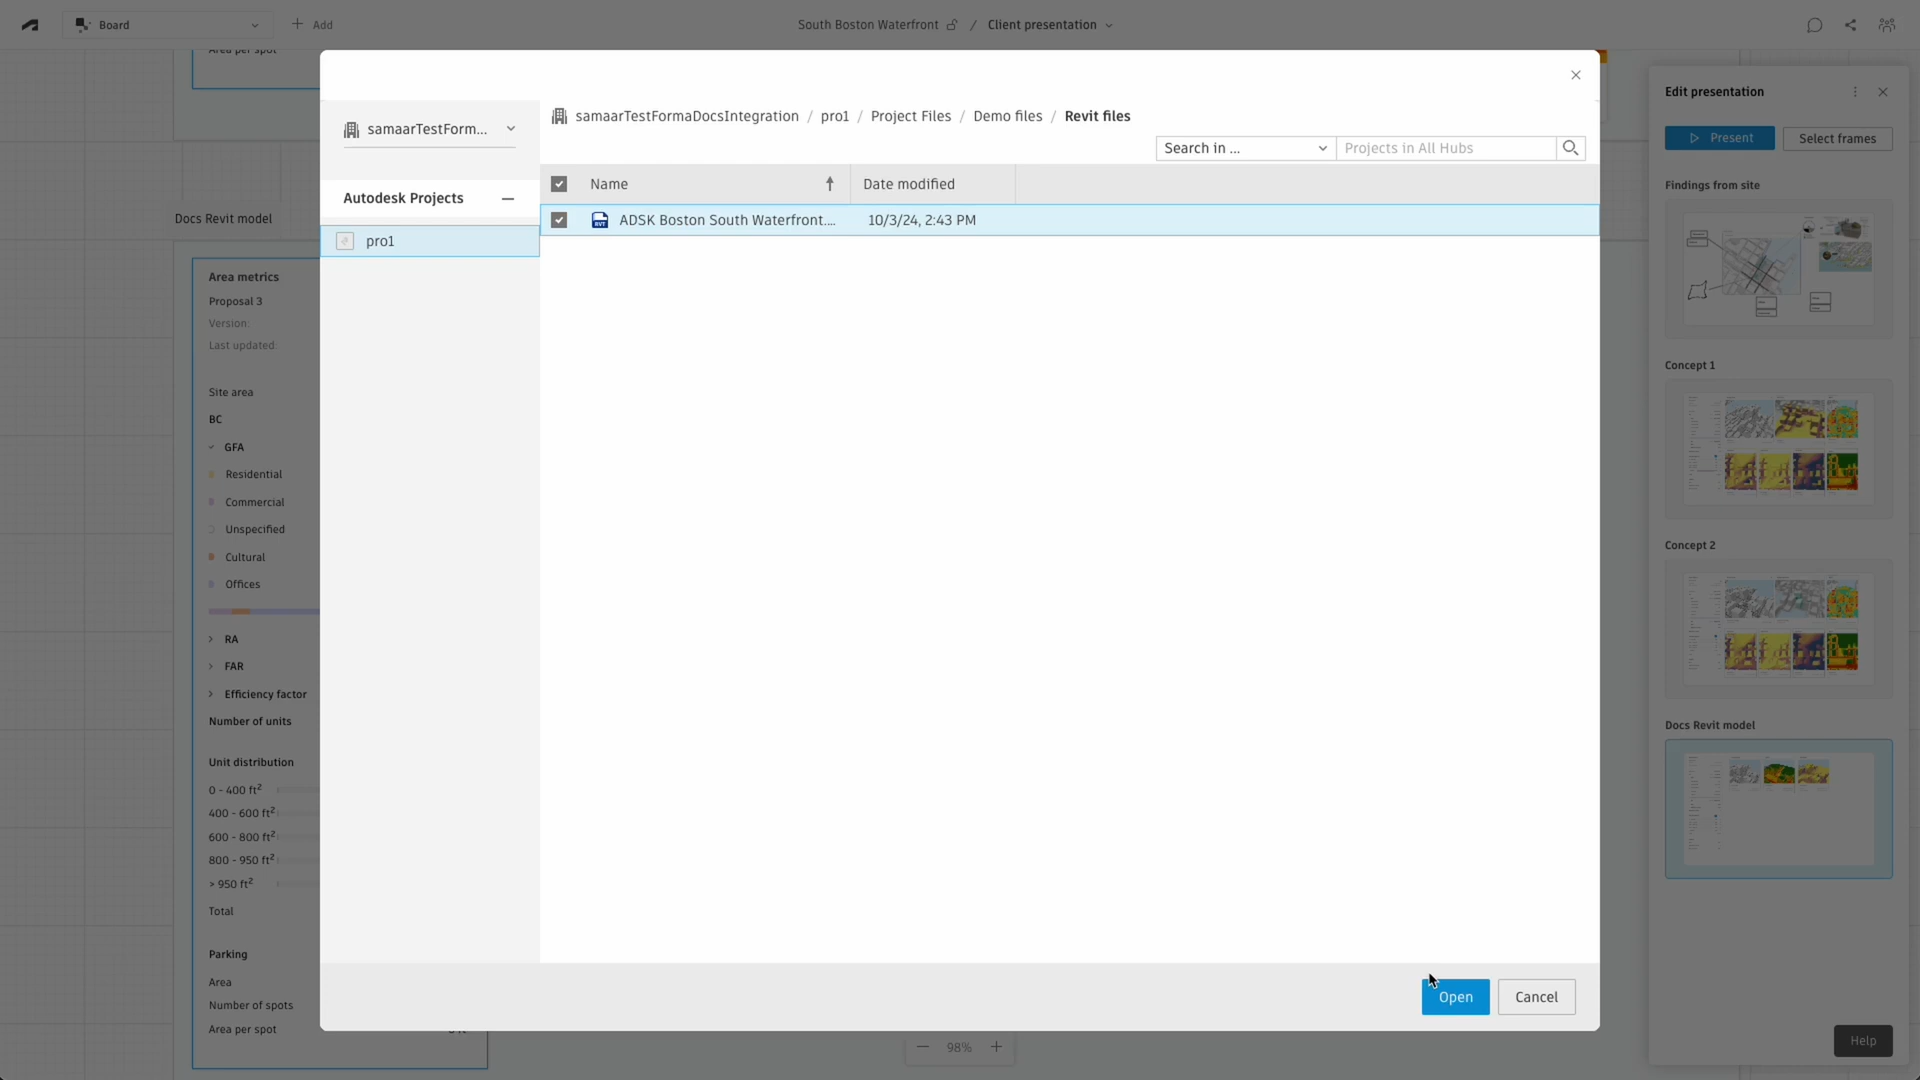 Board
Add
South Boston Waterfront / Client presentation
samaarTestForm...
Autodesk Projects
pro1
samaarTestFormaDocsIntegration / pro1 / Project Files / Demo files / Revit files
Search in ...
Projects in All Hubs
Name
Date modified
ADSK Boston South Waterfront....
10/3/24, 2:43 PM
Open
Cancel
Area per spot
Docs Revit model
Area metrics
Proposal 3
Version:
Last updated:
Site area
BC
GFA
Residential
Commercial
Unspecified
Cultural
Offices
RA
FAR
Efficiency factor
Number of units
Unit distribution
0 - 400 ft²
400 - 600 ft²
600 - 800 ft²
800 - 950 ft²
> 950 ft²
Total
Parking
Area
Number of spots
Area per spot
98%
Edit presentation
Present
Select frames
Findings from site
Concept 1
Concept 2
Docs Revit model
Help